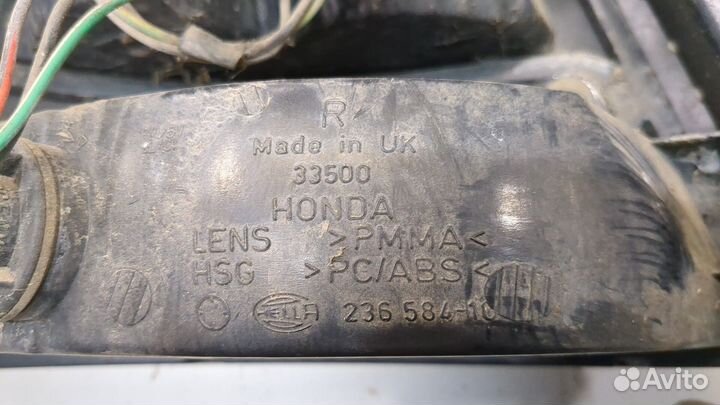 R
Made in UK
33500
HONDA
LENS >PMMA<
HSG >PC/ABS<
HELLA 236 584-10
Avito